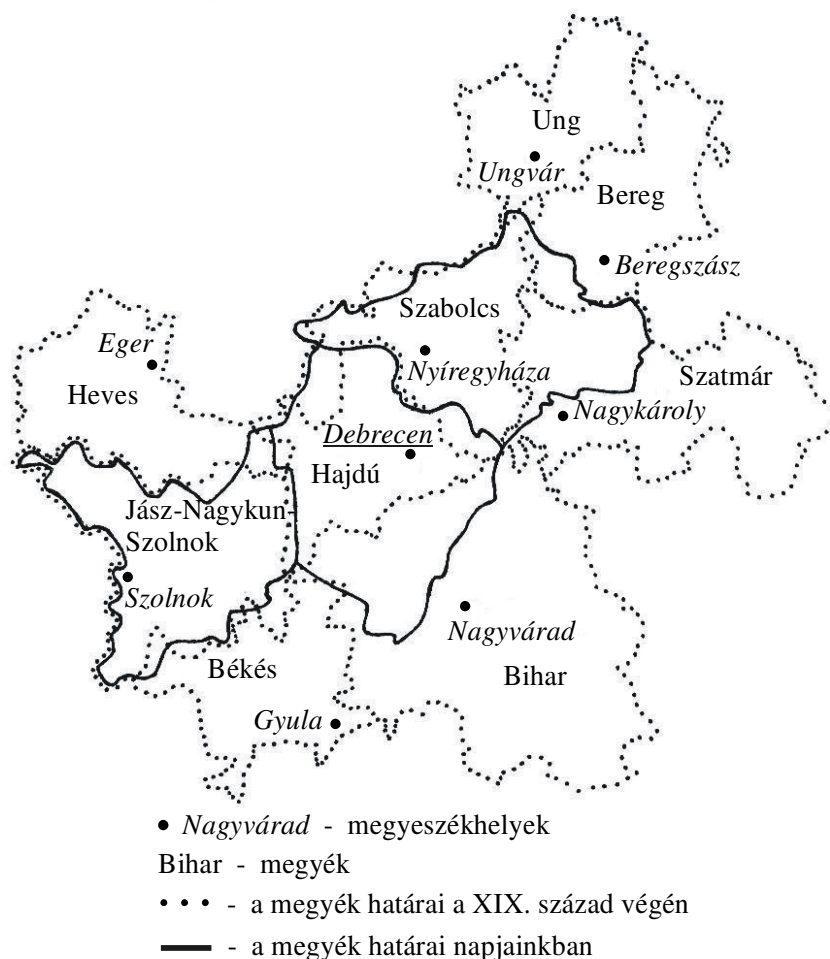 Ung
Ungvár
Bereg
Beregszász
Szabolcs
Eger
Nyíregyháza
Szatmár
Heves
Nagykároly
Debrecen
Hajdú
Jász-Nagykun-
Szolnok
Szolnok
Nagyvárad
Békés
Bihar
Gyula
• Nagyvárad - megyeszékhelyek
Bihar - megyék
• • • - a megyék határai a XIX. század végén
—— - a megyék határai napjainkban